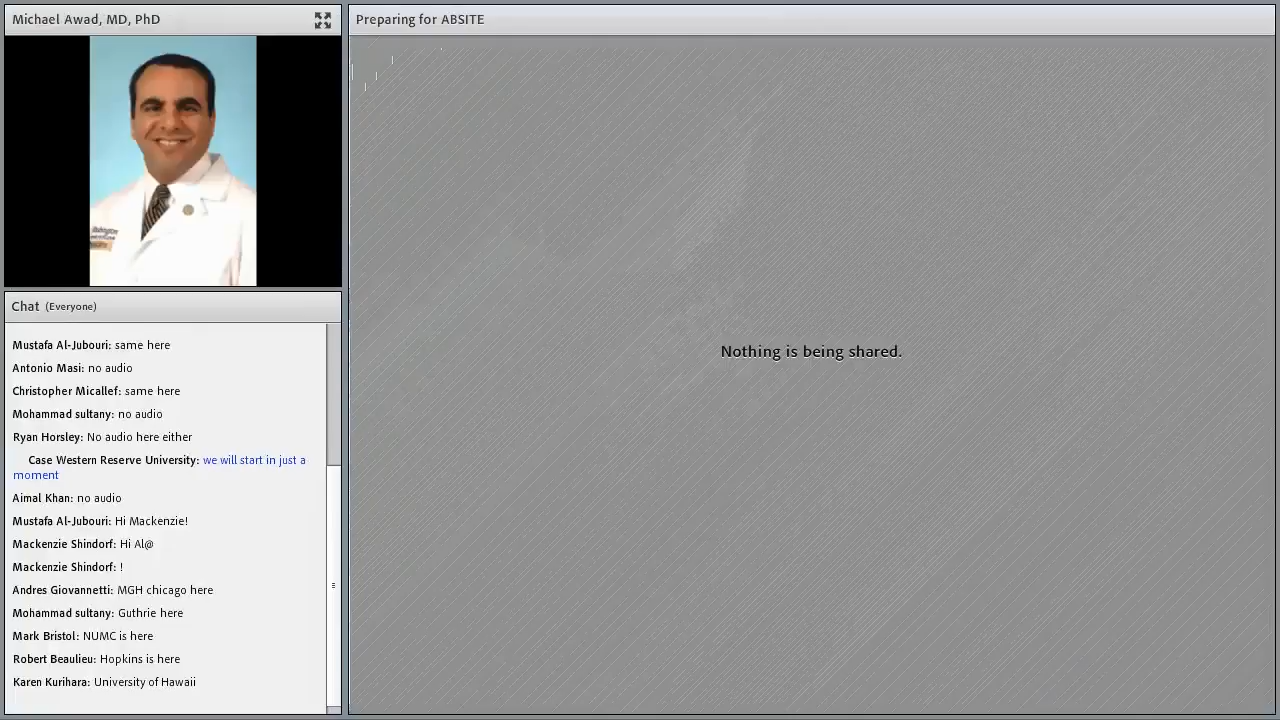 Michael Awad, MD, PhD
Preparing for ABSITE
Nothing is being shared.
Chat (Everyone)
Mustafa Al-Jubouri: same here
Antonio Masi: no audio
Christopher Micallef: same here
Mohammad sultany: no audio
Ryan Horsley: No audio here either
Case Western Reserve University: we will start in just a
moment
Aimal Khan: no audio
Mustafa Al-Jubouri: Hi Mackenzie!
Mackenzie Shindorf: Hi Al@
Mackenzie Shindorf: !
Andres Giovannetti: MGH chicago here
Mohammad sultany: Guthrie here
Mark Bristol: NUMC is here
Robert Beaulieu: Hopkins is here
Karen Kurihara: University of Hawaii